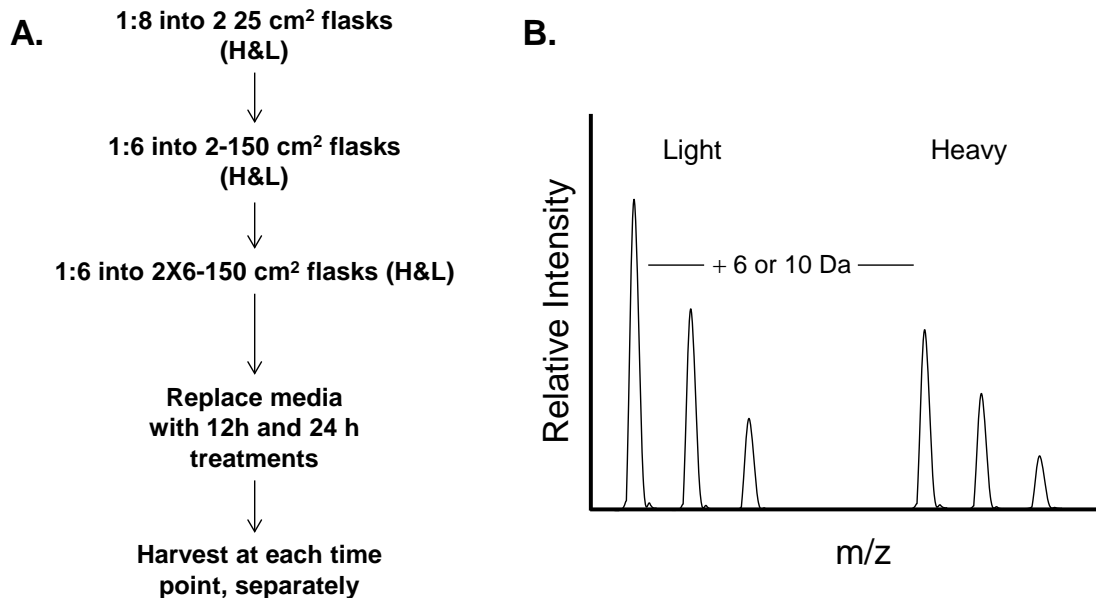 A.
1:8 into 2 25 cm² flasks
(H&L)
1:6 into 2-150 cm² flasks
(H&L)
1:6 into 2X6-150 cm² flasks (H&L)
Replace media
with 12h and 24 h
treatments
Harvest at each time
point, separately
B.
Light
Heavy
+ 6 or 10 Da
Relative Intensity
m/z